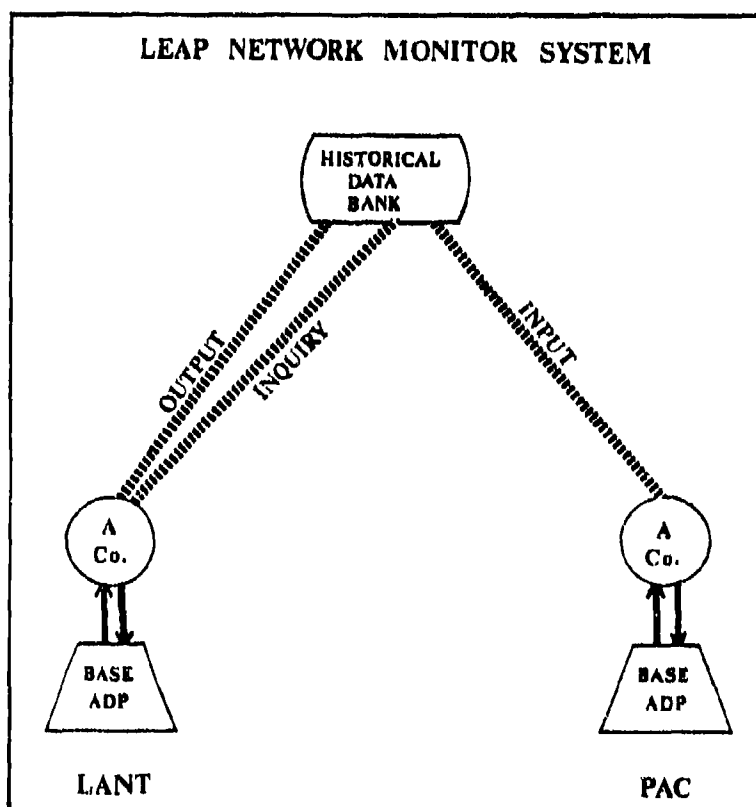 LEAP NETWORK MONITOR SYSTEM
HISTORICAL
DATA
BANK
OUTPUT
INQUIRY
INPUT
A
Co.
A
Co.
BASE
ADP
BASE
ADP
LANT
PAC